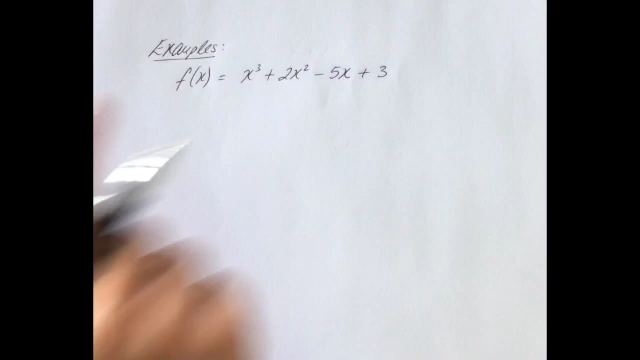 Examples:
f(x) = x³ + 2x² - 5x + 3